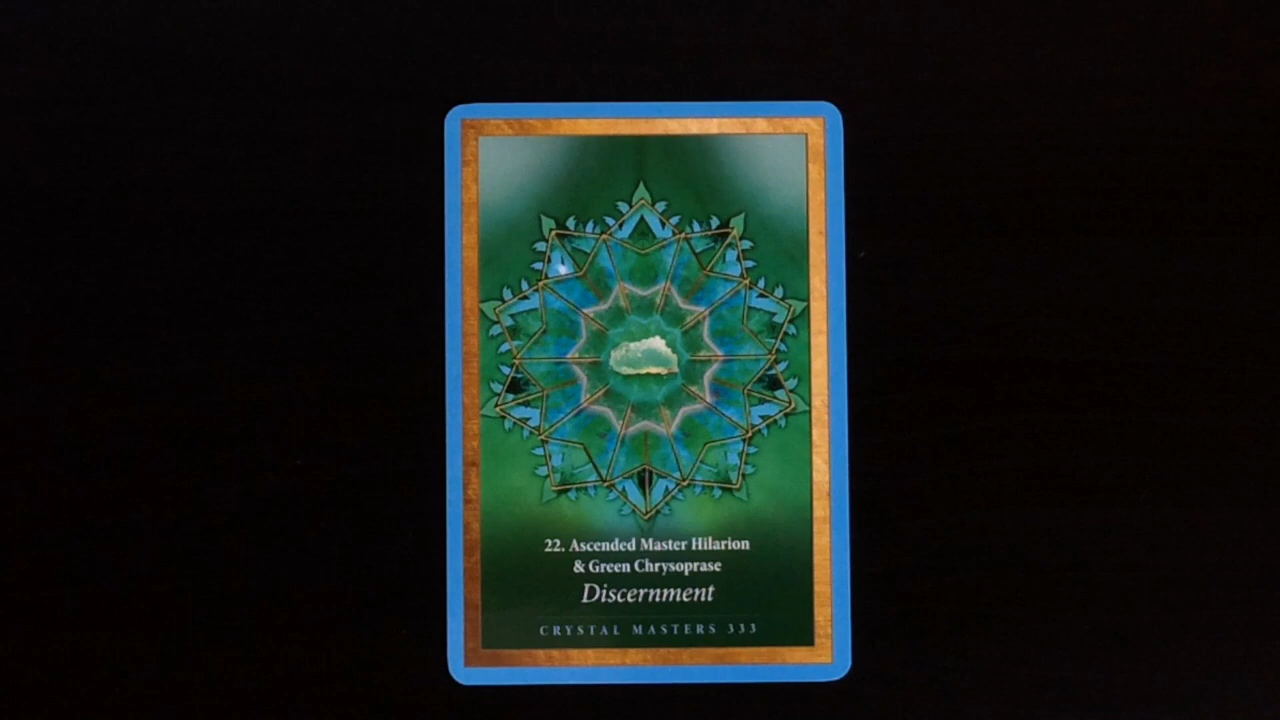 22. Ascended Master Hilarion
& Green Chrysoprase
Discernment
CRYSTAL MASTERS 333